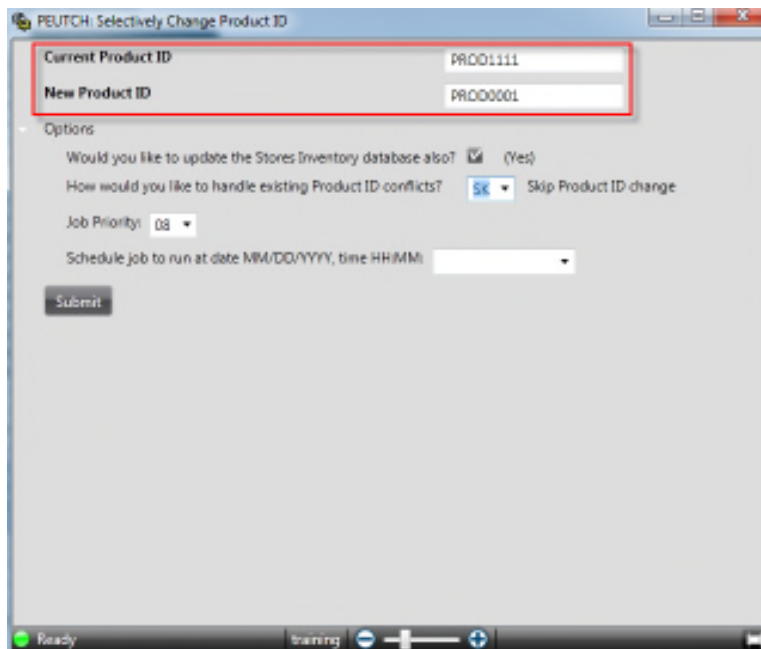 PEUTCH: Selectively Change Product ID
Current Product ID PROD1111
New Product ID PROD0001
Options
Would you like to update the Stores Inventory database also? (Yes)
How would you like to handle existing Product ID conflicts? SK Skip Product ID change
Job Priority: 08
Schedule job to run at date MM/DD/YYYY, time HH:MM:
Submit
Ready training